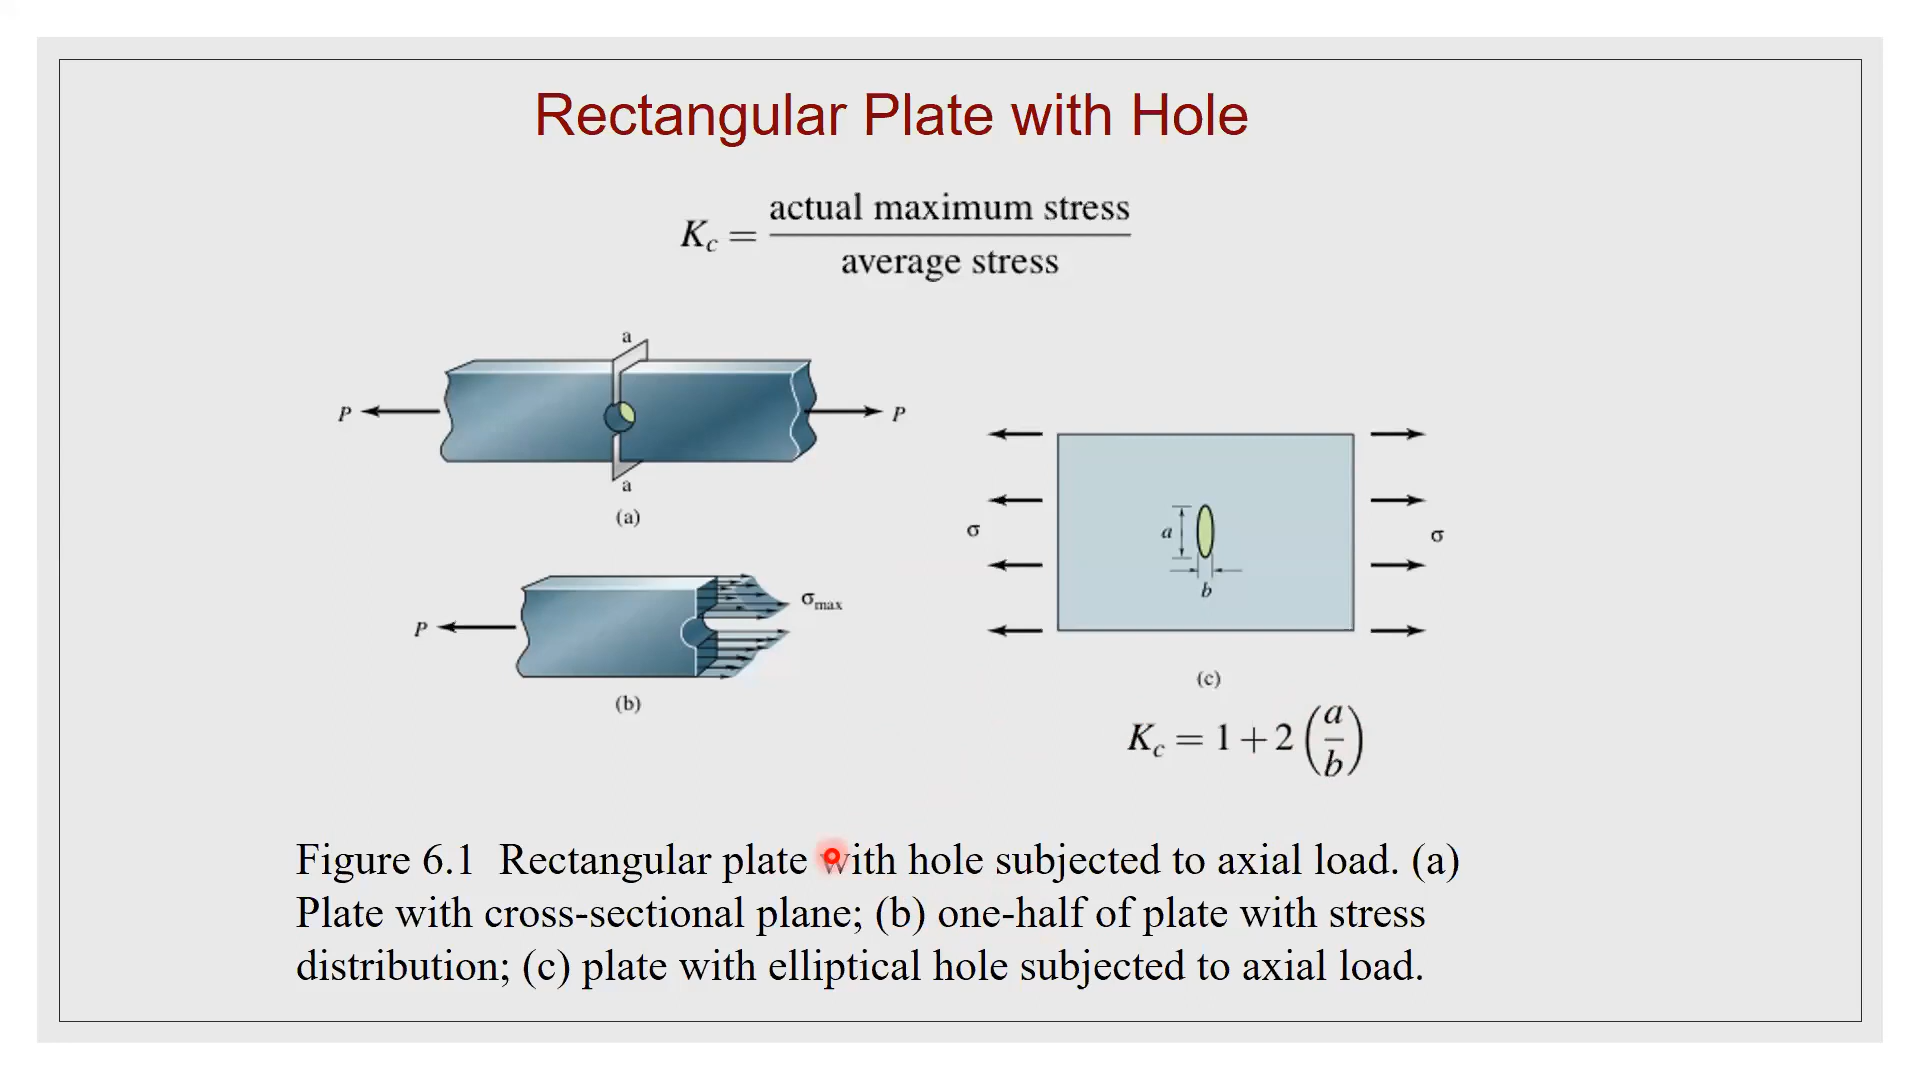 Rectangular Plate with Hole
K_c = actual maximum stress / average stress
a
P
P
a
(a)
P
σmax
(b)
σ
a
b
σ
(c)
K_c = 1 + 2 (a/b)
Figure 6.1 Rectangular plate with hole subjected to axial load. (a)
Plate with cross-sectional plane; (b) one-half of plate with stress
distribution; (c) plate with elliptical hole subjected to axial load.